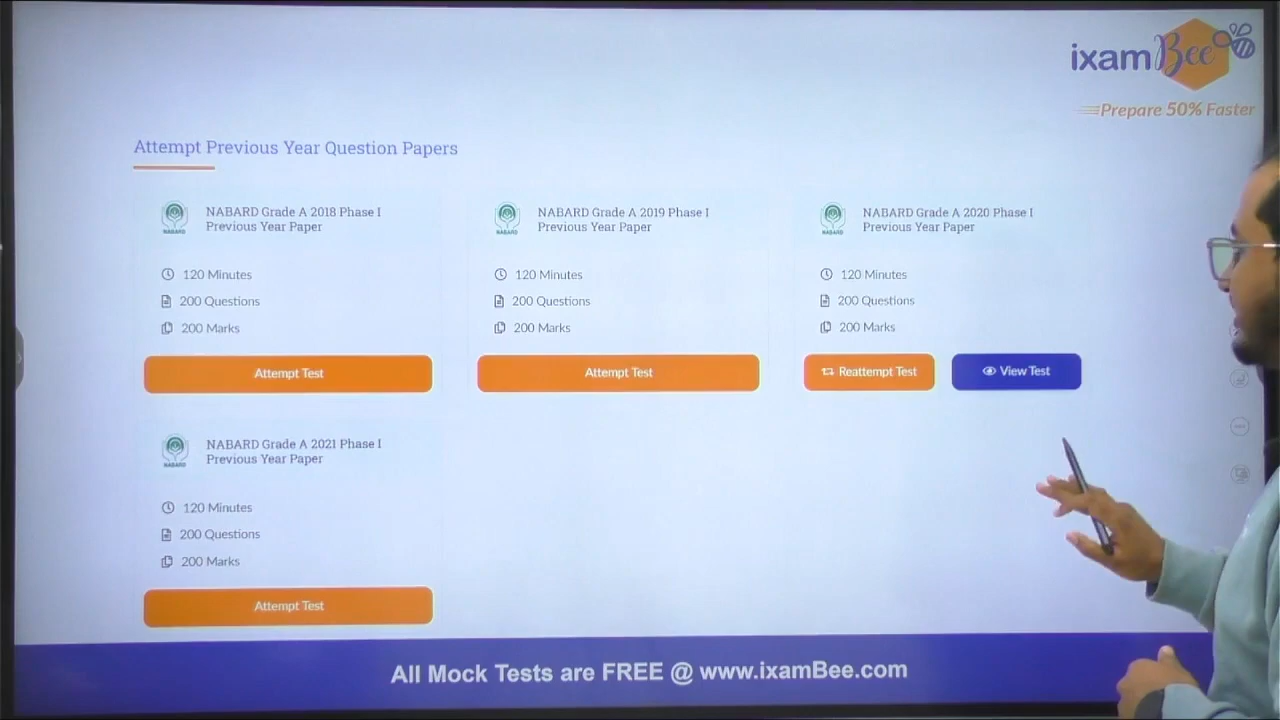 ixamBee
Prepare 50% Faster
Attempt Previous Year Question Papers
NABARD
NABARD Grade A 2018 Phase I
Previous Year Paper
120 Minutes
200 Questions
200 Marks
Attempt Test
NABARD
NABARD Grade A 2019 Phase I
Previous Year Paper
120 Minutes
200 Questions
200 Marks
Attempt Test
NABARD
NABARD Grade A 2020 Phase I
Previous Year Paper
120 Minutes
200 Questions
200 Marks
Reattempt Test
View Test
NABARD
NABARD Grade A 2021 Phase I
Previous Year Paper
120 Minutes
200 Questions
200 Marks
Attempt Test
All Mock Tests are FREE @ www.ixamBee.com